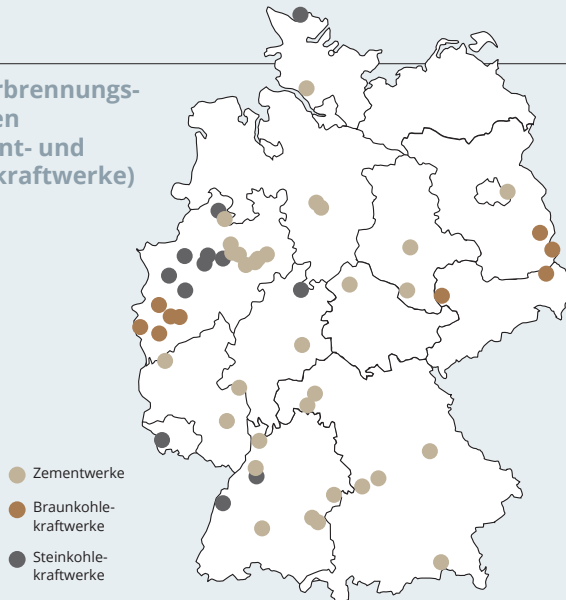 rbrennungs-
en
nt- und
kraftwerke)
Zementwerke
Braunkohle-
kraftwerke
Steinkohle-
kraftwerke